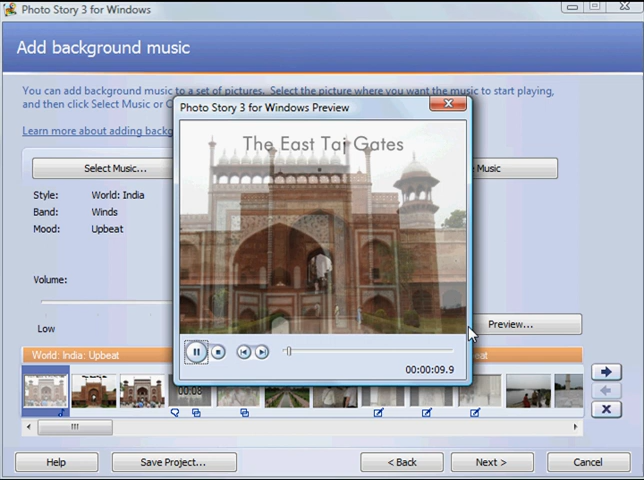 Photo Story 3 for Windows
Add background music
You can add background music to a set of pictures. Select the picture where you want the music to start playing,
and then click Select Music or C
Learn more about adding backg
Photo Story 3 for Windows Preview
The East Taj Gates
Select Music...
Music
Style: World: India
Band: Winds
Mood: Upbeat
Volume:
Low
Preview...
00:00:09.9
World: India: Upbeat
eat
00:08
Help
Save Project...
< Back
Next >
Cancel